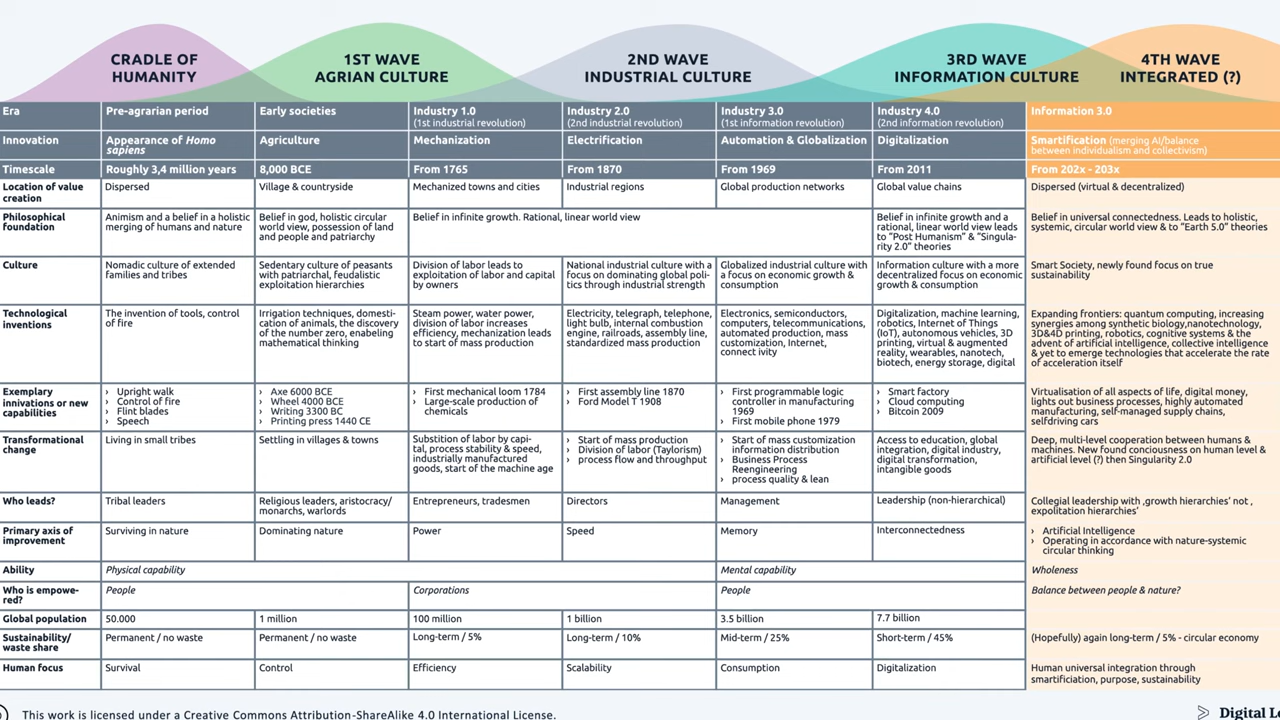 CRADLE OF
HUMANITY
1ST WAVE
AGRIAN CULTURE
2ND WAVE
INDUSTRIAL CULTURE
3RD WAVE
INFORMATION CULTURE
4TH WAVE
INTEGRATED (?)
Era
Pre-agrarian period
Early societies
Industry 1.0
(1st industrial revolution)
Industry 2.0
(2nd industrial revolution)
Industry 3.0
(1st information revolution)
Industry 4.0
(2nd information revolution)
Information 3.0
Innovation
Appearance of Homo
sapiens
Agriculture
Mechanization
Electrification
Automation & Globalization
Digitalization
Smartification (merging AI/balance
between individualism and collectivism)
Timescale
Roughly 3,4 million years
8,000 BCE
From 1765
From 1870
From 1969
From 2011
From 202x - 203x
Location of value
creation
Dispersed
Village & countryside
Mechanized towns and cities
Industrial regions
Global production networks
Global value chains
Dispersed (virtual & decentralized)
Philosophical
foundation
Animism and a belief in a holistic
merging of humans and nature
Belief in god, holistic circular
world view, possession of land
and people and patriarchy
Belief in infinite growth. Rational, linear world view
Belief in infinite growth and a
rational, linear world view leads
to "Post Humanism" & "Singula-
rity 2.0" theories
Belief in universal connectedness. Leads to holistic,
systemic, circular world view & to "Earth 5.0" theories
Culture
Nomadic culture of extended
families and tribes
Sedentary culture of peasants
with patriarchal, feudalistic
exploitation hierarchies
Division of labor leads to
exploitation of labor and capital
by owners
National industrial culture with a
focus on dominating global poli-
tics through industrial strength
Globalized industrial culture with
a focus on economic growth &
consumption
Information culture with a more
decentralized focus on economic
growth & consumption
Smart Society, newly found focus on true
sustainability
Technological
inventions
The invention of tools, control
of fire
Irrigation techniques, domesti-
cation of animals, the discovery
of the number zero, enabeling
mathematical thinking
Steam power, water power,
division of labor increases
efficiency, mechanization leads
to start of mass production
Electricity, telegraph, telephone,
light bulb, internal combustion
engine, railroads, assembly line,
standardized mass production
Electronics, semiconductors,
computers, telecommunications,
automated production, mass
customization, Internet,
connect ivity
Digitalization, machine learning,
robotics, Internet of Things
(IoT), autonomous vehicles, 3D
printing, virtual & augmented
reality, wearables, nanotech,
biotech, energy storage, digital
Expanding frontiers: quantum computing, increasing
synergies among synthetic biology,nanotechnology,
3D&4D printing, robotics, cognitive systems & the
advent of artificial intelligence, collective intelligence
& yet to emerge technologies that accelerate the rate
of acceleration itself
Exemplary
innivations or new
capabilities
› Upright walk
› Control of fire
› Flint blades
› Speech
› Axe 6000 BCE
› Wheel 4000 BCE
› Writing 3300 BC
› Printing press 1440 CE
› First mechanical loom 1784
› Large-scale production of
chemicals
› First assembly line 1870
› Ford Model T 1908
› First programmable logic
controller in manufacturing
1969
› First mobile phone 1979
› Smart factory
› Cloud computing
› Bitcoin 2009
Virtualisation of all aspects of life, digital money,
lights out business processes, highly automated
manufacturing, self-managed supply chains,
selfdriving cars
Transformational
change
Living in small tribes
Settling in villages & towns
Substition of labor by capi-
tal, process stability & speed,
industrially manufactured
goods, start of the machine age
› Start of mass production
› Division of labor (Taylorism)
› process flow and throughput
› Start of mass customization
information distribution
› Business Process
Reengineering
› process quality & lean
Access to education, global
integration, digital industry,
digital transformation,
intangible goods
Deep, multi-level cooperation between humans &
machines. New found conciousness on human level &
artificial level (?) then Singularity 2.0
Who leads?
Tribal leaders
Religious leaders, aristocracy/
monarchs, warlords
Entrepreneurs, tradesmen
Directors
Management
Leadership (non-hierarchical)
Collegial leadership with ‚growth hierarchies' not ‚
expolitation hierarchies'
Primary axis of
improvement
Surviving in nature
Dominating nature
Power
Speed
Memory
Interconnectedness
› Artificial Intelligence
› Operating in accordance with nature-systemic
circular thinking
Ability
Physical capability
Mental capability
Wholeness
Who is empowe-
red?
People
Corporations
People
Balance between people & nature?
Global population
50.000
1 million
100 million
1 billion
3.5 billion
7.7 billion
Sustainability/
waste share
Permanent / no waste
Permanent / no waste
Long-term / 5%
Long-term / 10%
Mid-term / 25%
Short-term / 45%
(Hopefully) again long-term / 5% - circular economy
Human focus
Survival
Control
Efficiency
Scalability
Consumption
Digitalization
Human universal integration through
smartificiation, purpose, sustainability
This work is licensed under a Creative Commons Attribution-ShareAlike 4.0 International License.
Digital Le